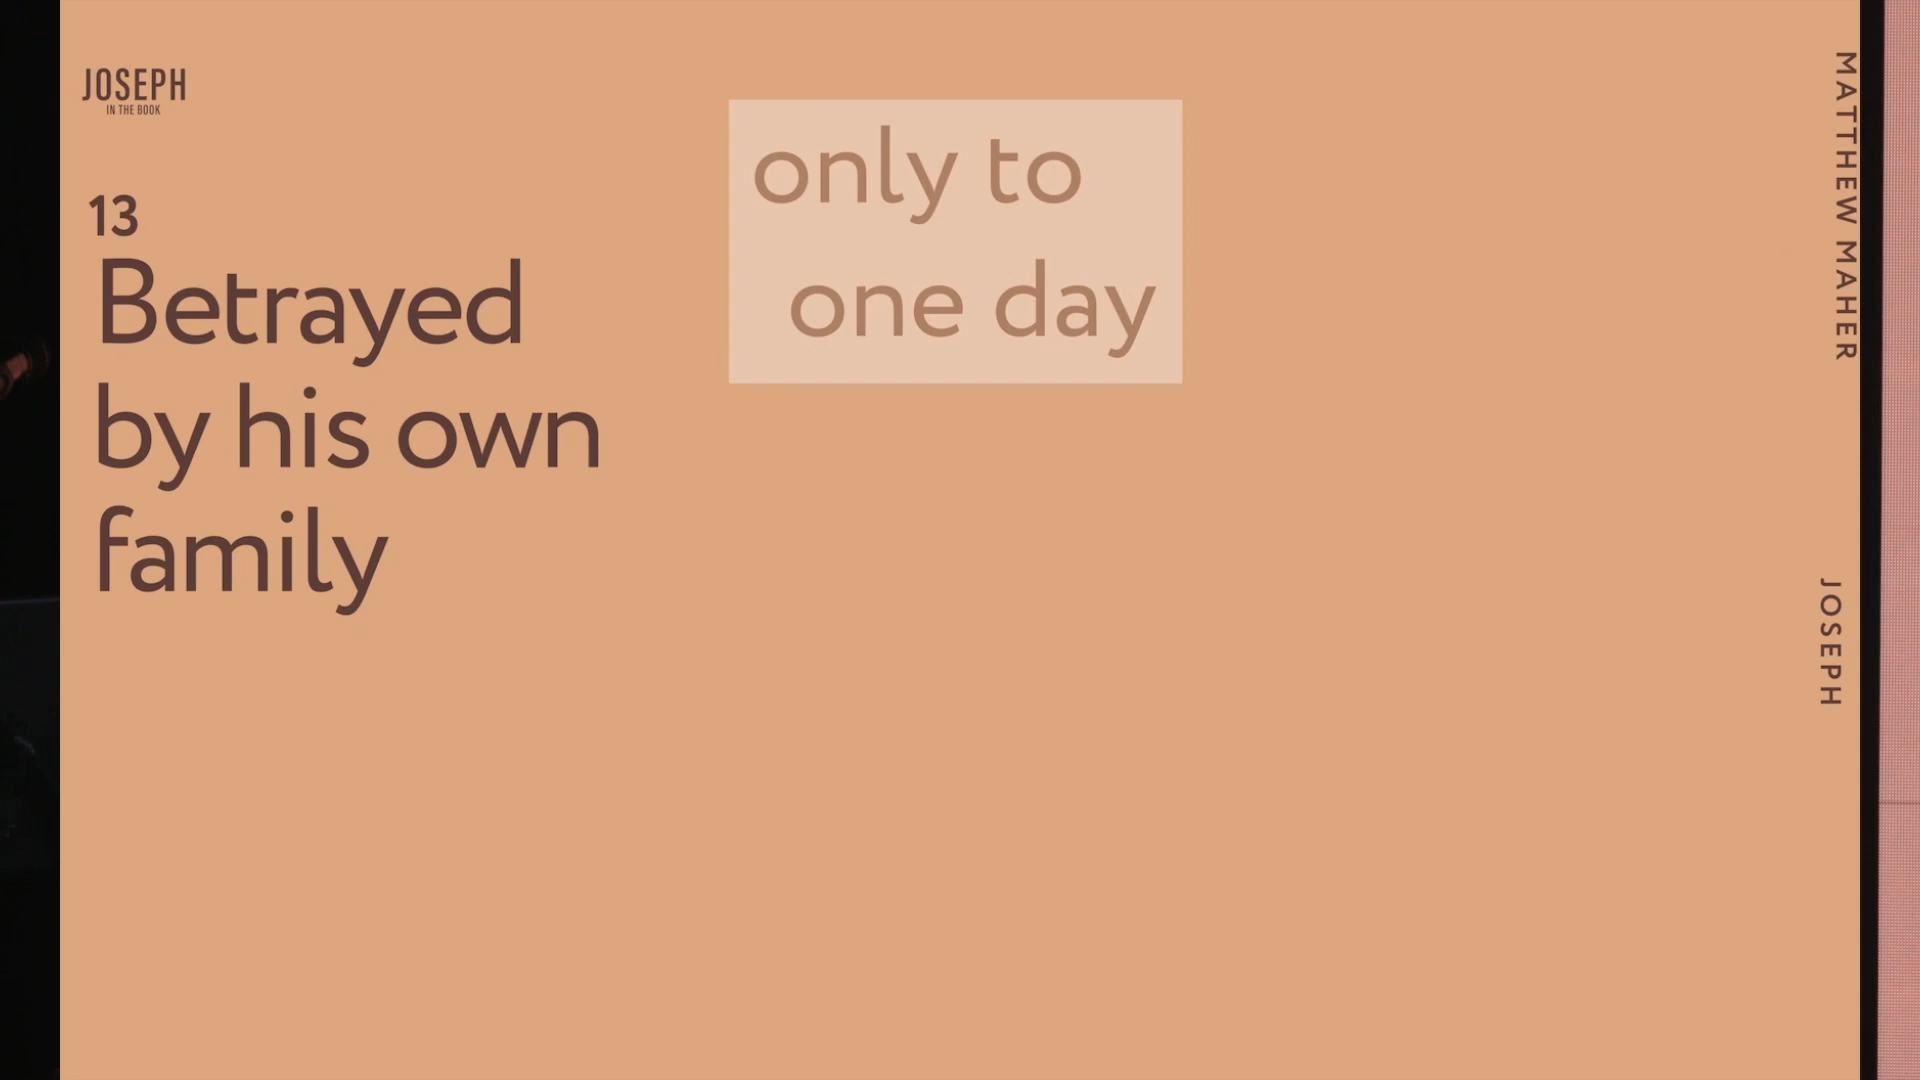 JOSEPH
IN THE BOOK
13
Betrayed
by his own
family
only to
one day
MATTHEW MAHER
JOSEPH